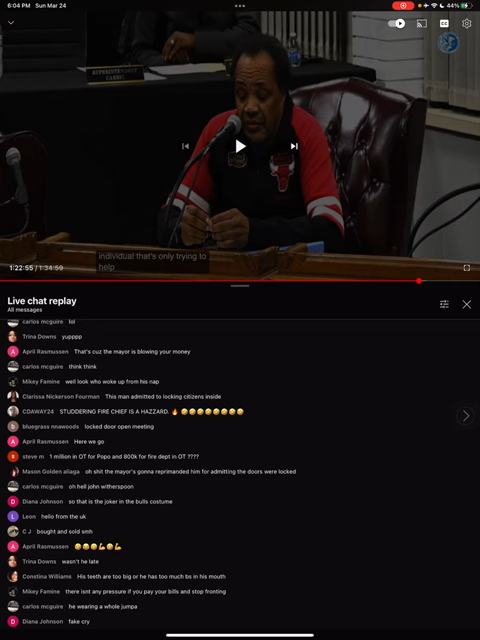 6:04 PM Sun Mar 24
44%
CC
SUPERINTENDENT
individual that's only trying to
help
1:22:55 / 1:34:59
Live chat replay
All messages
carlos mcguire lol
Trina Downs yupppp
April Rasmussen That's cuz the mayor is blowing your money
carlos mcguire think think
Mikey Famine well look who woke up from his nap
Clarissa Nickerson Fourman This man admitted to locking citizens inside
CDAWAY24 STUDDERING FIRE CHIEF IS A HAZZARD. 🔥 🤣🤣🤣🤣🤣🤣🤣🤣
bluegrass nnawoods locked door open meeting
April Rasmussen Here we go
steve m 1 million in OT for Popo and 800k for fire dept in OT ????
Mason Golden aliaga oh shit the mayor's gonna reprimanded him for admitting the doors were locked
carlos mcguire oh hell john witherspoon
Diana Johnson so that is the joker in the bulls costume
Leon hello from the uk
C J bought and sold smh
April Rasmussen 🤣😂🤣💪🤣💪
Trina Downs wasn't he late
Constina Williams His teeth are too big or he has too much bs in his mouth
Mikey Famine there isnt any pressure if you pay your bills and stop fronting
carlos mcguire he wearing a whole jumpa
Diana Johnson fake cry